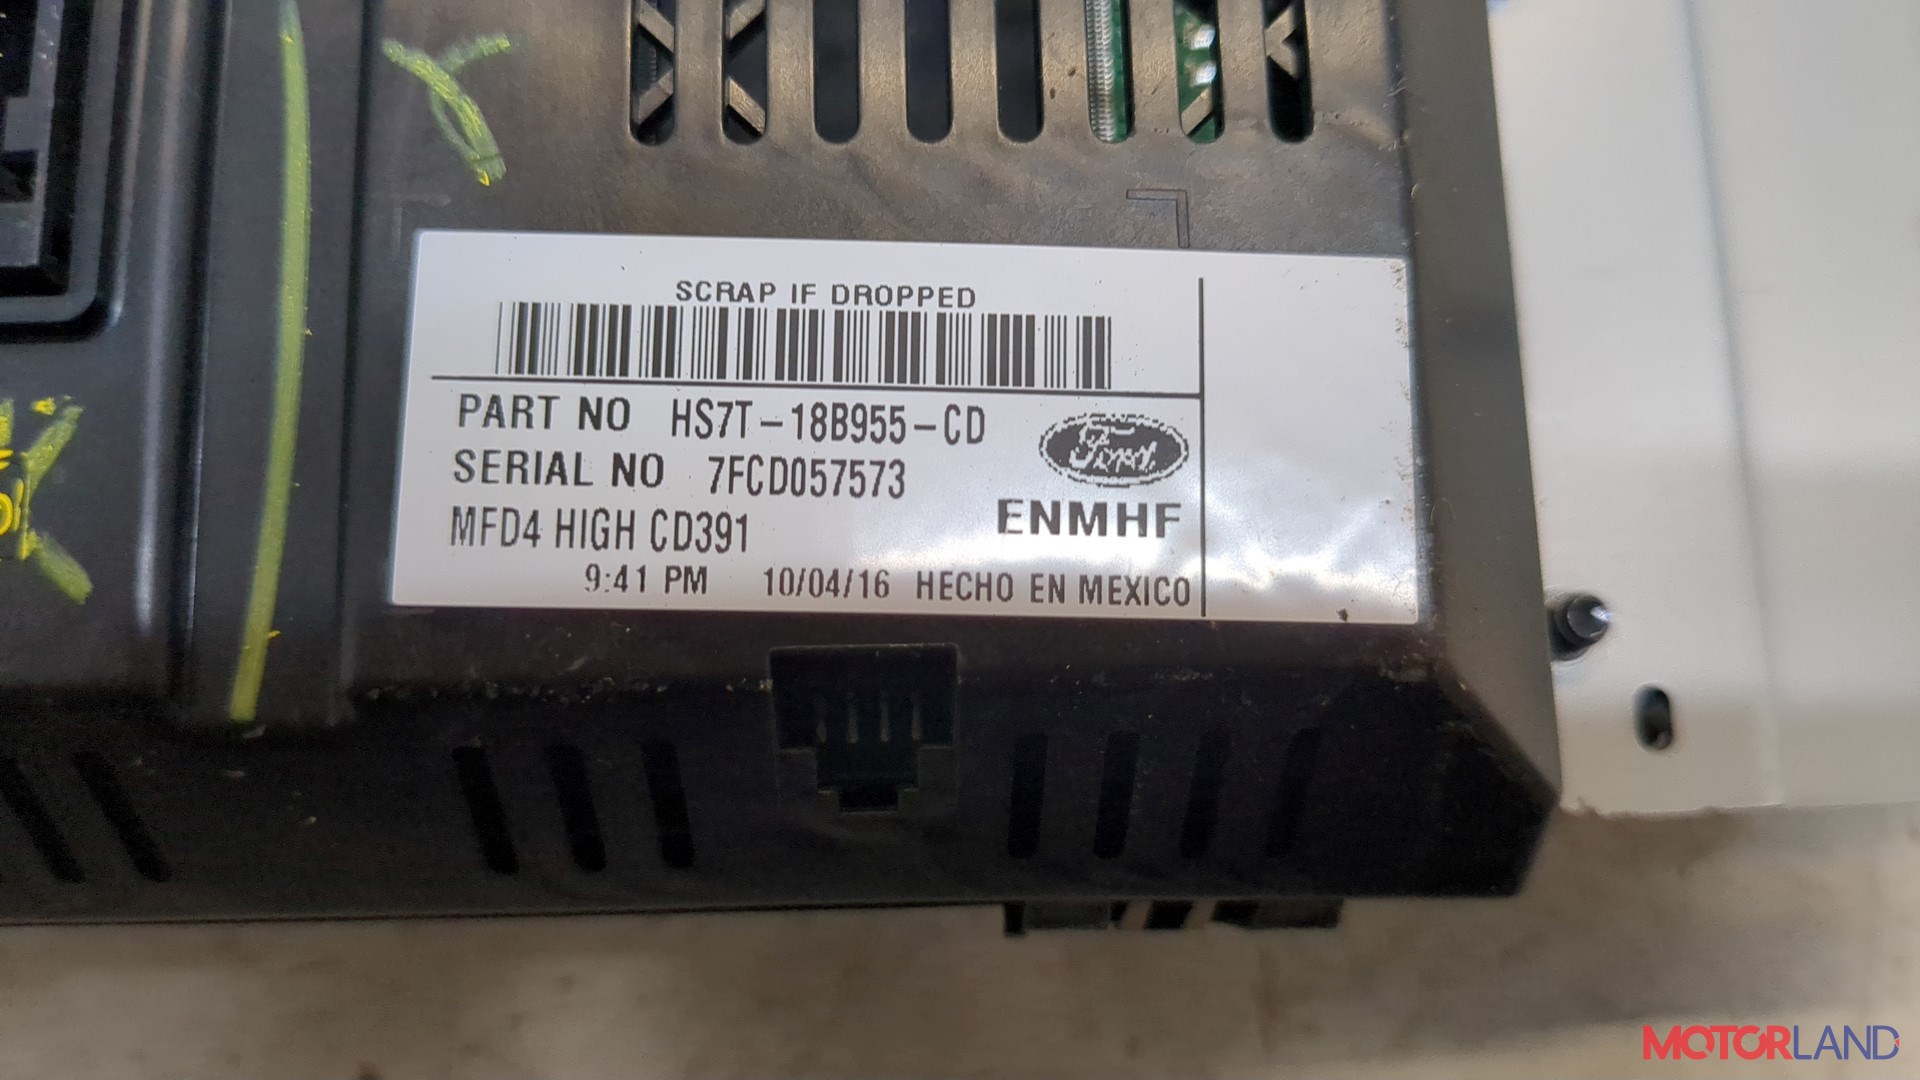 SCRAP IF DROPPED
PART NO HS7T-18B955-CD
SERIAL NO 7FCD057573
Ford
MFD4 HIGH CD391
ENMHF
9:41 PM 10/04/16 HECHO EN MEXICO
MOTORLAND